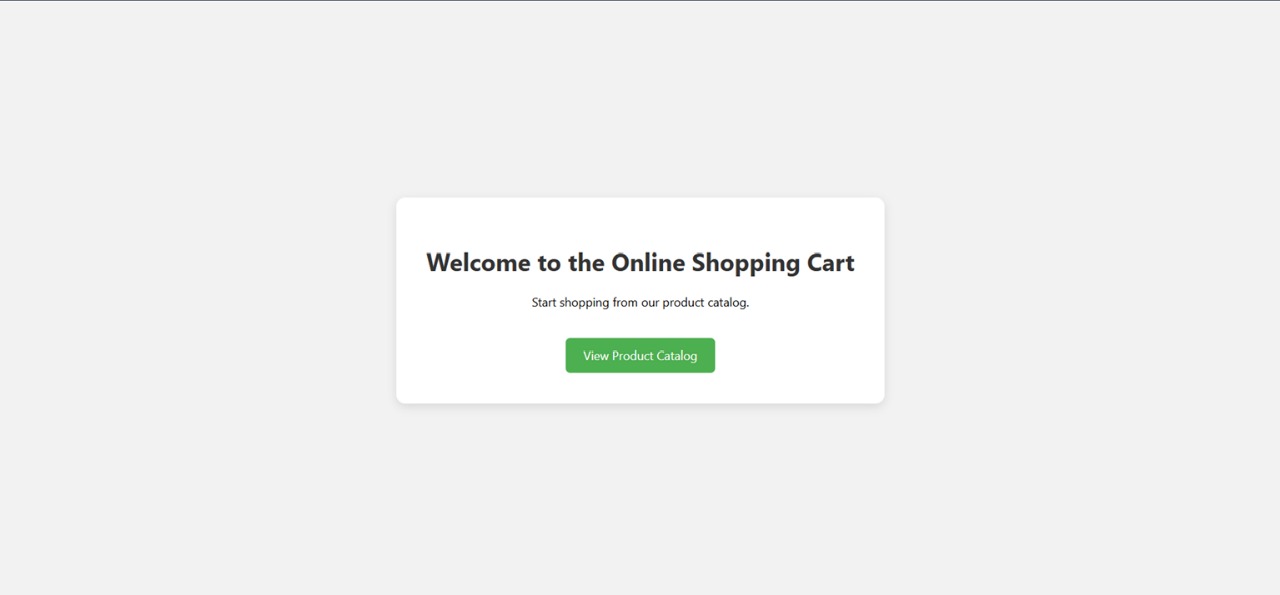 Welcome to the Online Shopping Cart
Start shopping from our product catalog.
View Product Catalog